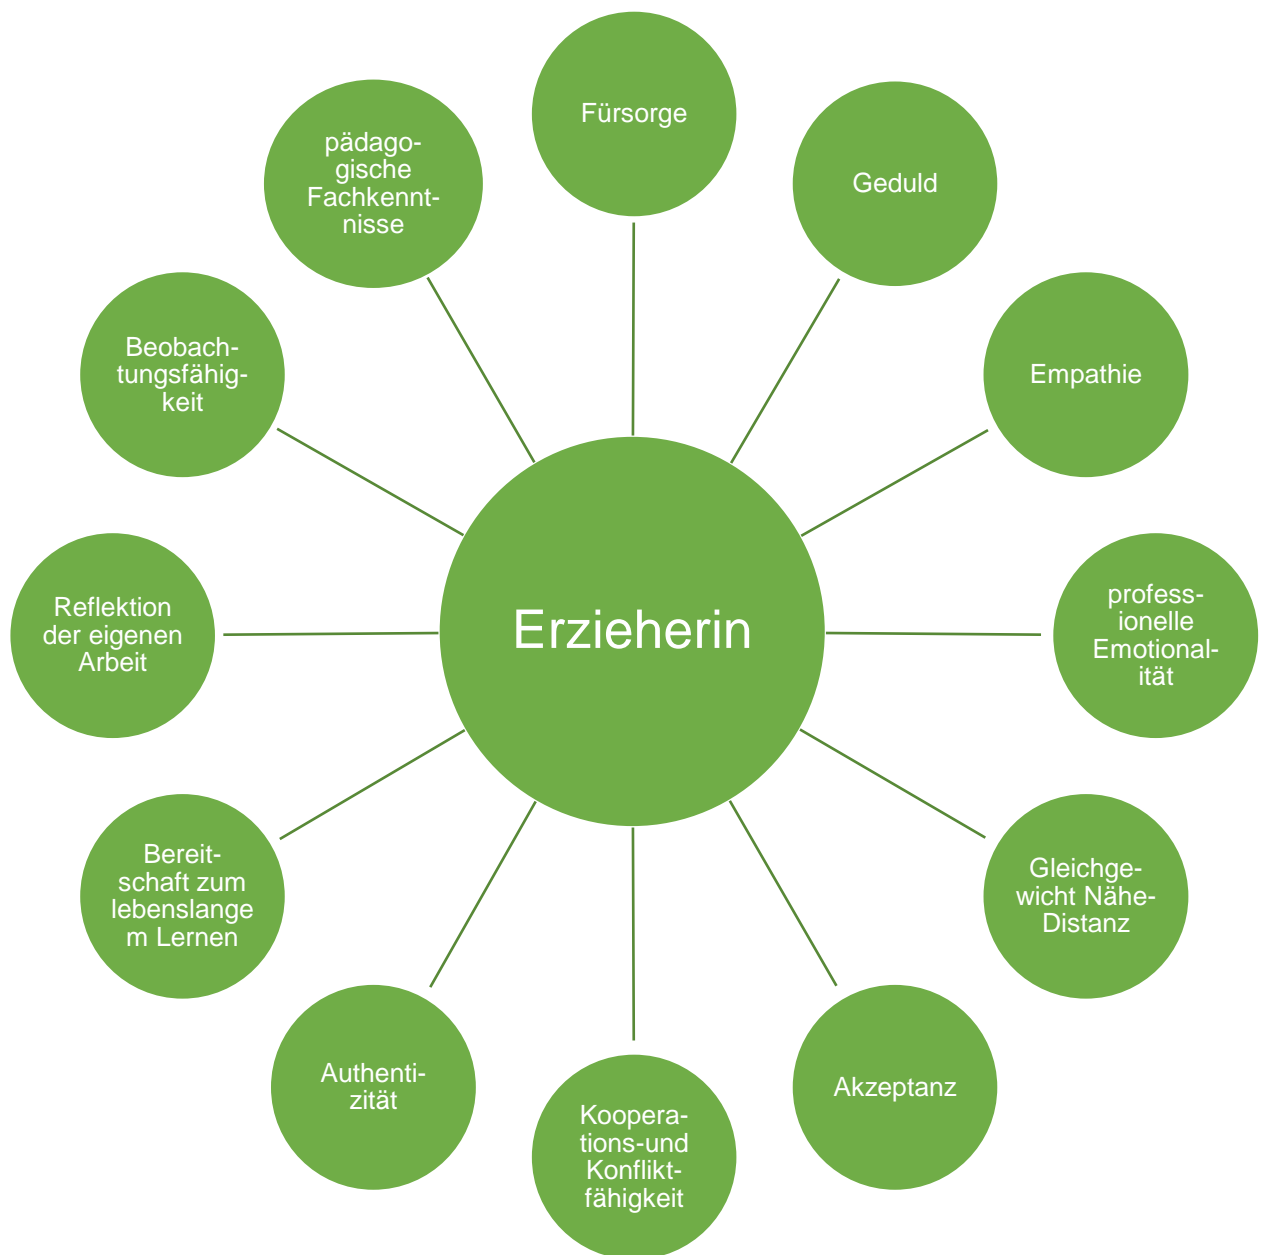 Fürsorge
Geduld
Empathie
profess-
ionelle
Emotional-
ität
Gleichge-
wicht Nähe-
Distanz
Akzeptanz
Koopera-
tions-und
Konflikt-
fähigkeit
Authenti-
zität
Bereit-
schaft zum
lebenslange
m Lernen
Reflektion
der eigenen
Arbeit
Beobach-
tungsfähig-
keit
pädago-
gische
Fachkennt-
nisse
Erzieherin